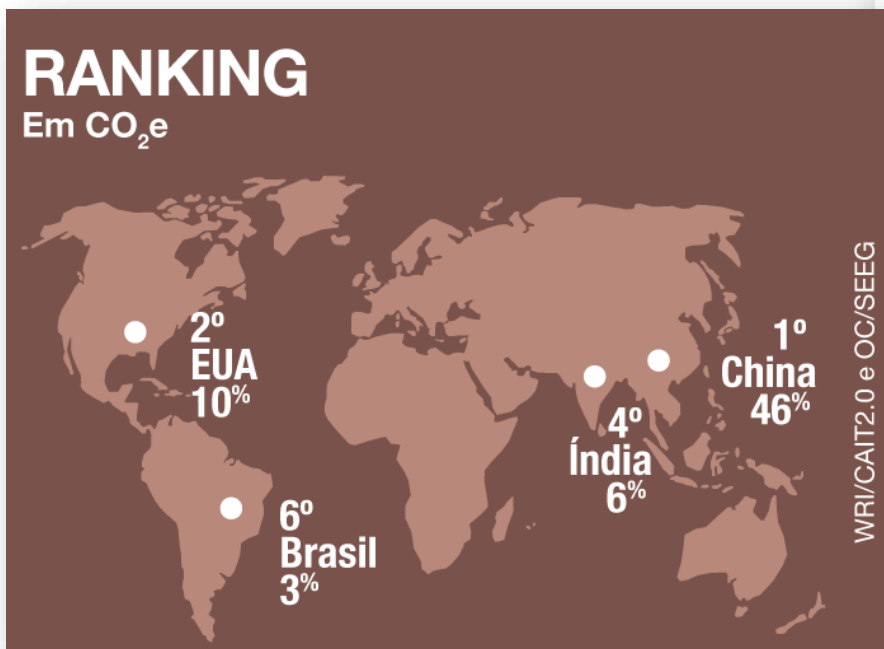 RANKING
Em CO₂e
2º
EUA
10%
1º
China
46%
4º
Índia
6%
6º
Brasil
3%
WRI/CAIT2.0 e OC/SEEG